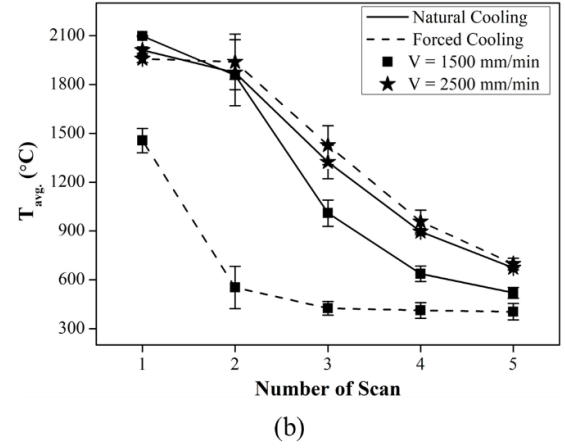 Natural Cooling
Forced Cooling
V = 1500 mm/min
V = 2500 mm/min
2100
1800
1500
1200
900
600
300
T avg. (°C)
1 2 3 4 5
Number of Scan
(b)